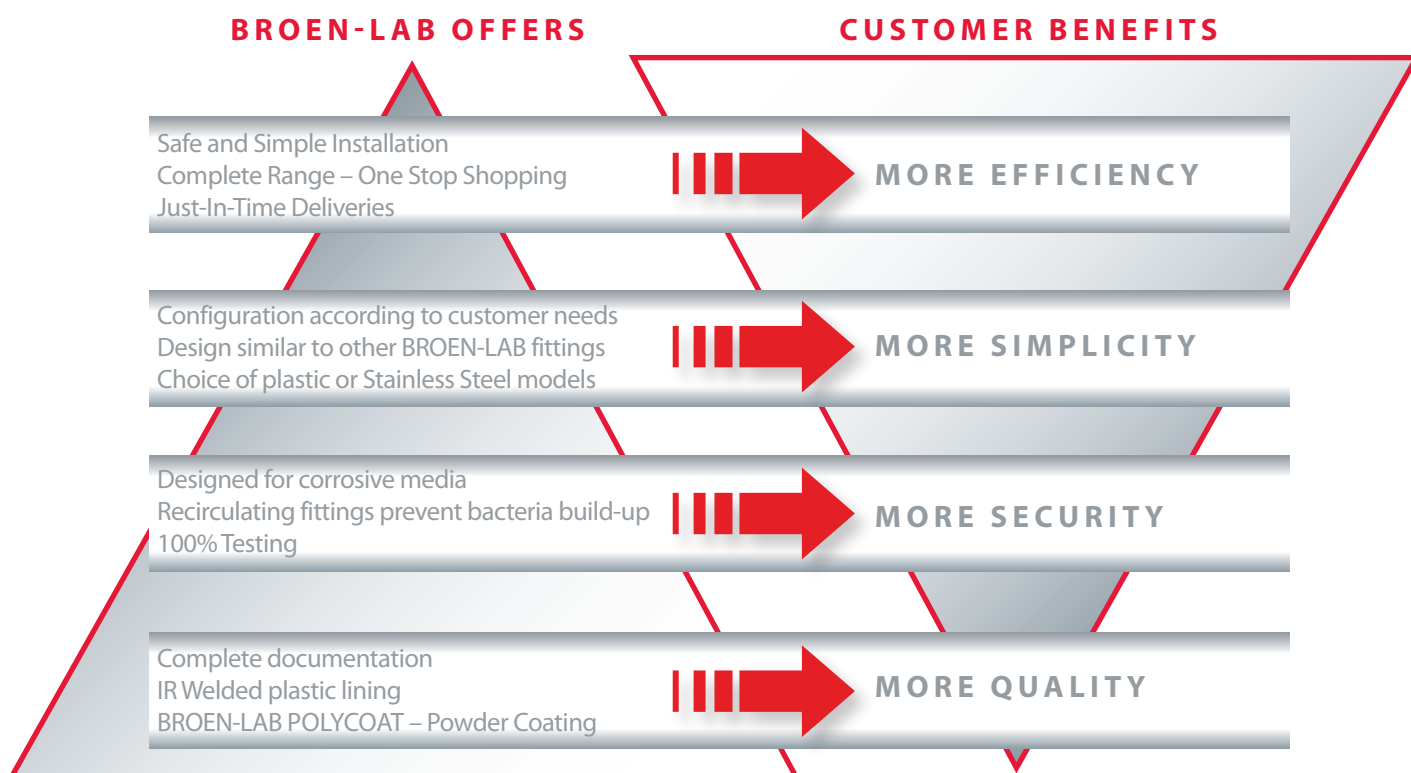 BROEN-LAB OFFERS
CUSTOMER BENEFITS
Safe and Simple Installation
Complete Range – One Stop Shopping
Just-In-Time Deliveries
MORE EFFICIENCY
Configuration according to customer needs
Design similar to other BROEN-LAB fittings
Choice of plastic or Stainless Steel models
MORE SIMPLICITY
Designed for corrosive media
Recirculating fittings prevent bacteria build-up
100% Testing
MORE SECURITY
Complete documentation
IR Welded plastic lining
BROEN-LAB POLYCOAT – Powder Coating
MORE QUALITY